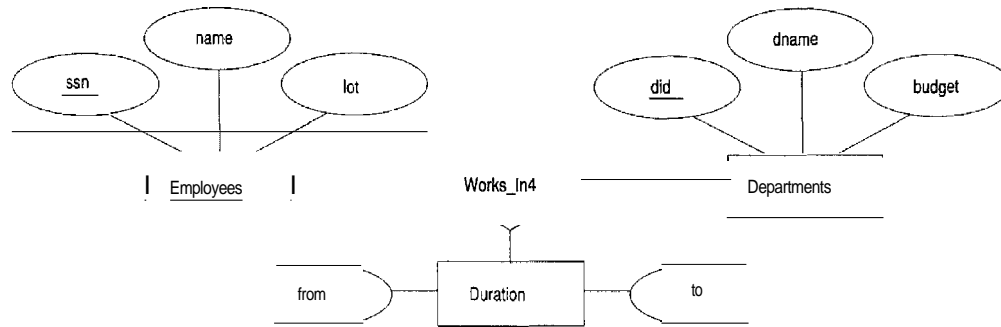 name
dname
ssn
lot
did
budget
Employees
Works_In4
Departments
from
Duration
to